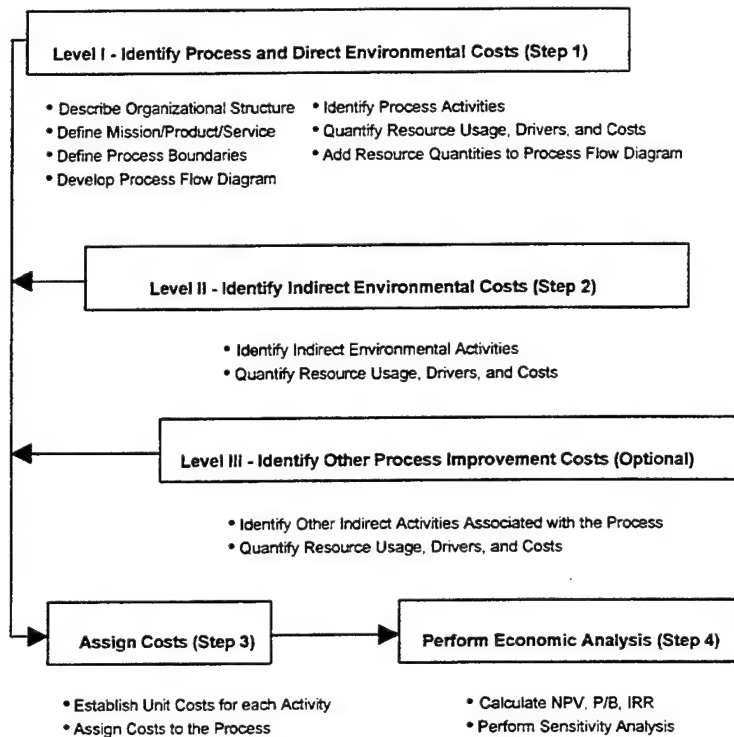 Level I - Identify Process and Direct Environmental Costs (Step 1)
• Describe Organizational Structure
• Define Mission/Product/Service
• Define Process Boundaries
• Develop Process Flow Diagram
• Identify Process Activities
• Quantify Resource Usage, Drivers, and Costs
• Add Resource Quantities to Process Flow Diagram
Level II - Identify Indirect Environmental Costs (Step 2)
• Identify Indirect Environmental Activities
• Quantify Resource Usage, Drivers, and Costs
Level III - Identify Other Process Improvement Costs (Optional)
• Identify Other Indirect Activities Associated with the Process
• Quantify Resource Usage, Drivers, and Costs
Assign Costs (Step 3)
• Establish Unit Costs for each Activity
• Assign Costs to the Process
Perform Economic Analysis (Step 4)
• Calculate NPV, P/B, IRR
• Perform Sensitivity Analysis